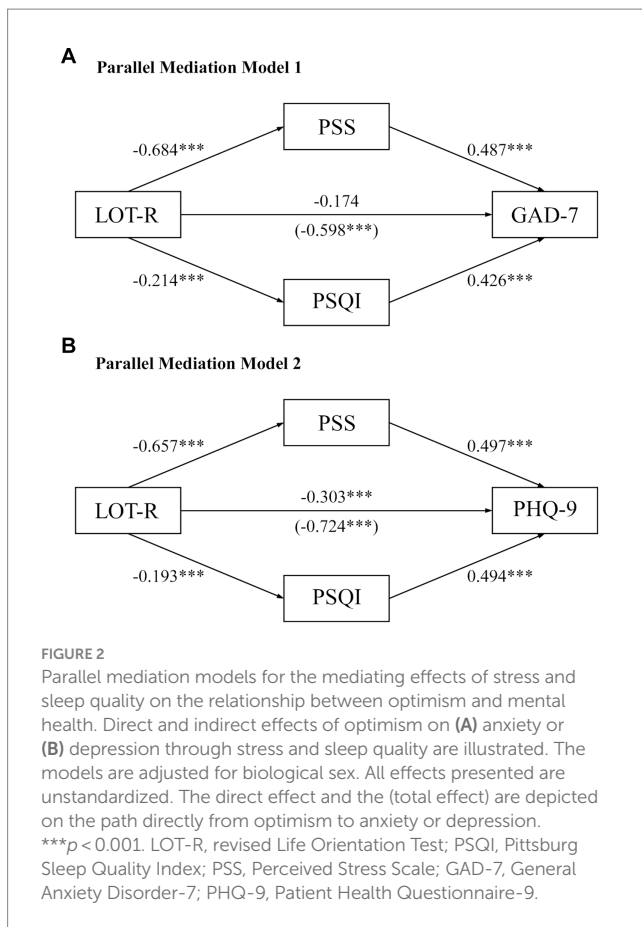 A
Parallel Mediation Model 1
PSS
-0.684***
0.487***
LOT-R
-0.174
(-0.598***)
GAD-7
-0.214***
0.426***
PSQI
B
Parallel Mediation Model 2
PSS
-0.657***
0.497***
LOT-R
-0.303***
(-0.724***)
PHQ-9
-0.193***
0.494***
PSQI
FIGURE 2
Parallel mediation models for the mediating effects of stress and
sleep quality on the relationship between optimism and mental
health. Direct and indirect effects of optimism on (A) anxiety or
(B) depression through stress and sleep quality are illustrated. The
models are adjusted for biological sex. All effects presented are
unstandardized. The direct effect and the (total effect) are depicted
on the path directly from optimism to anxiety or depression.
***p < 0.001. LOT-R, revised Life Orientation Test; PSQI, Pittsburg
Sleep Quality Index; PSS, Perceived Stress Scale; GAD-7, General
Anxiety Disorder-7; PHQ-9, Patient Health Questionnaire-9.